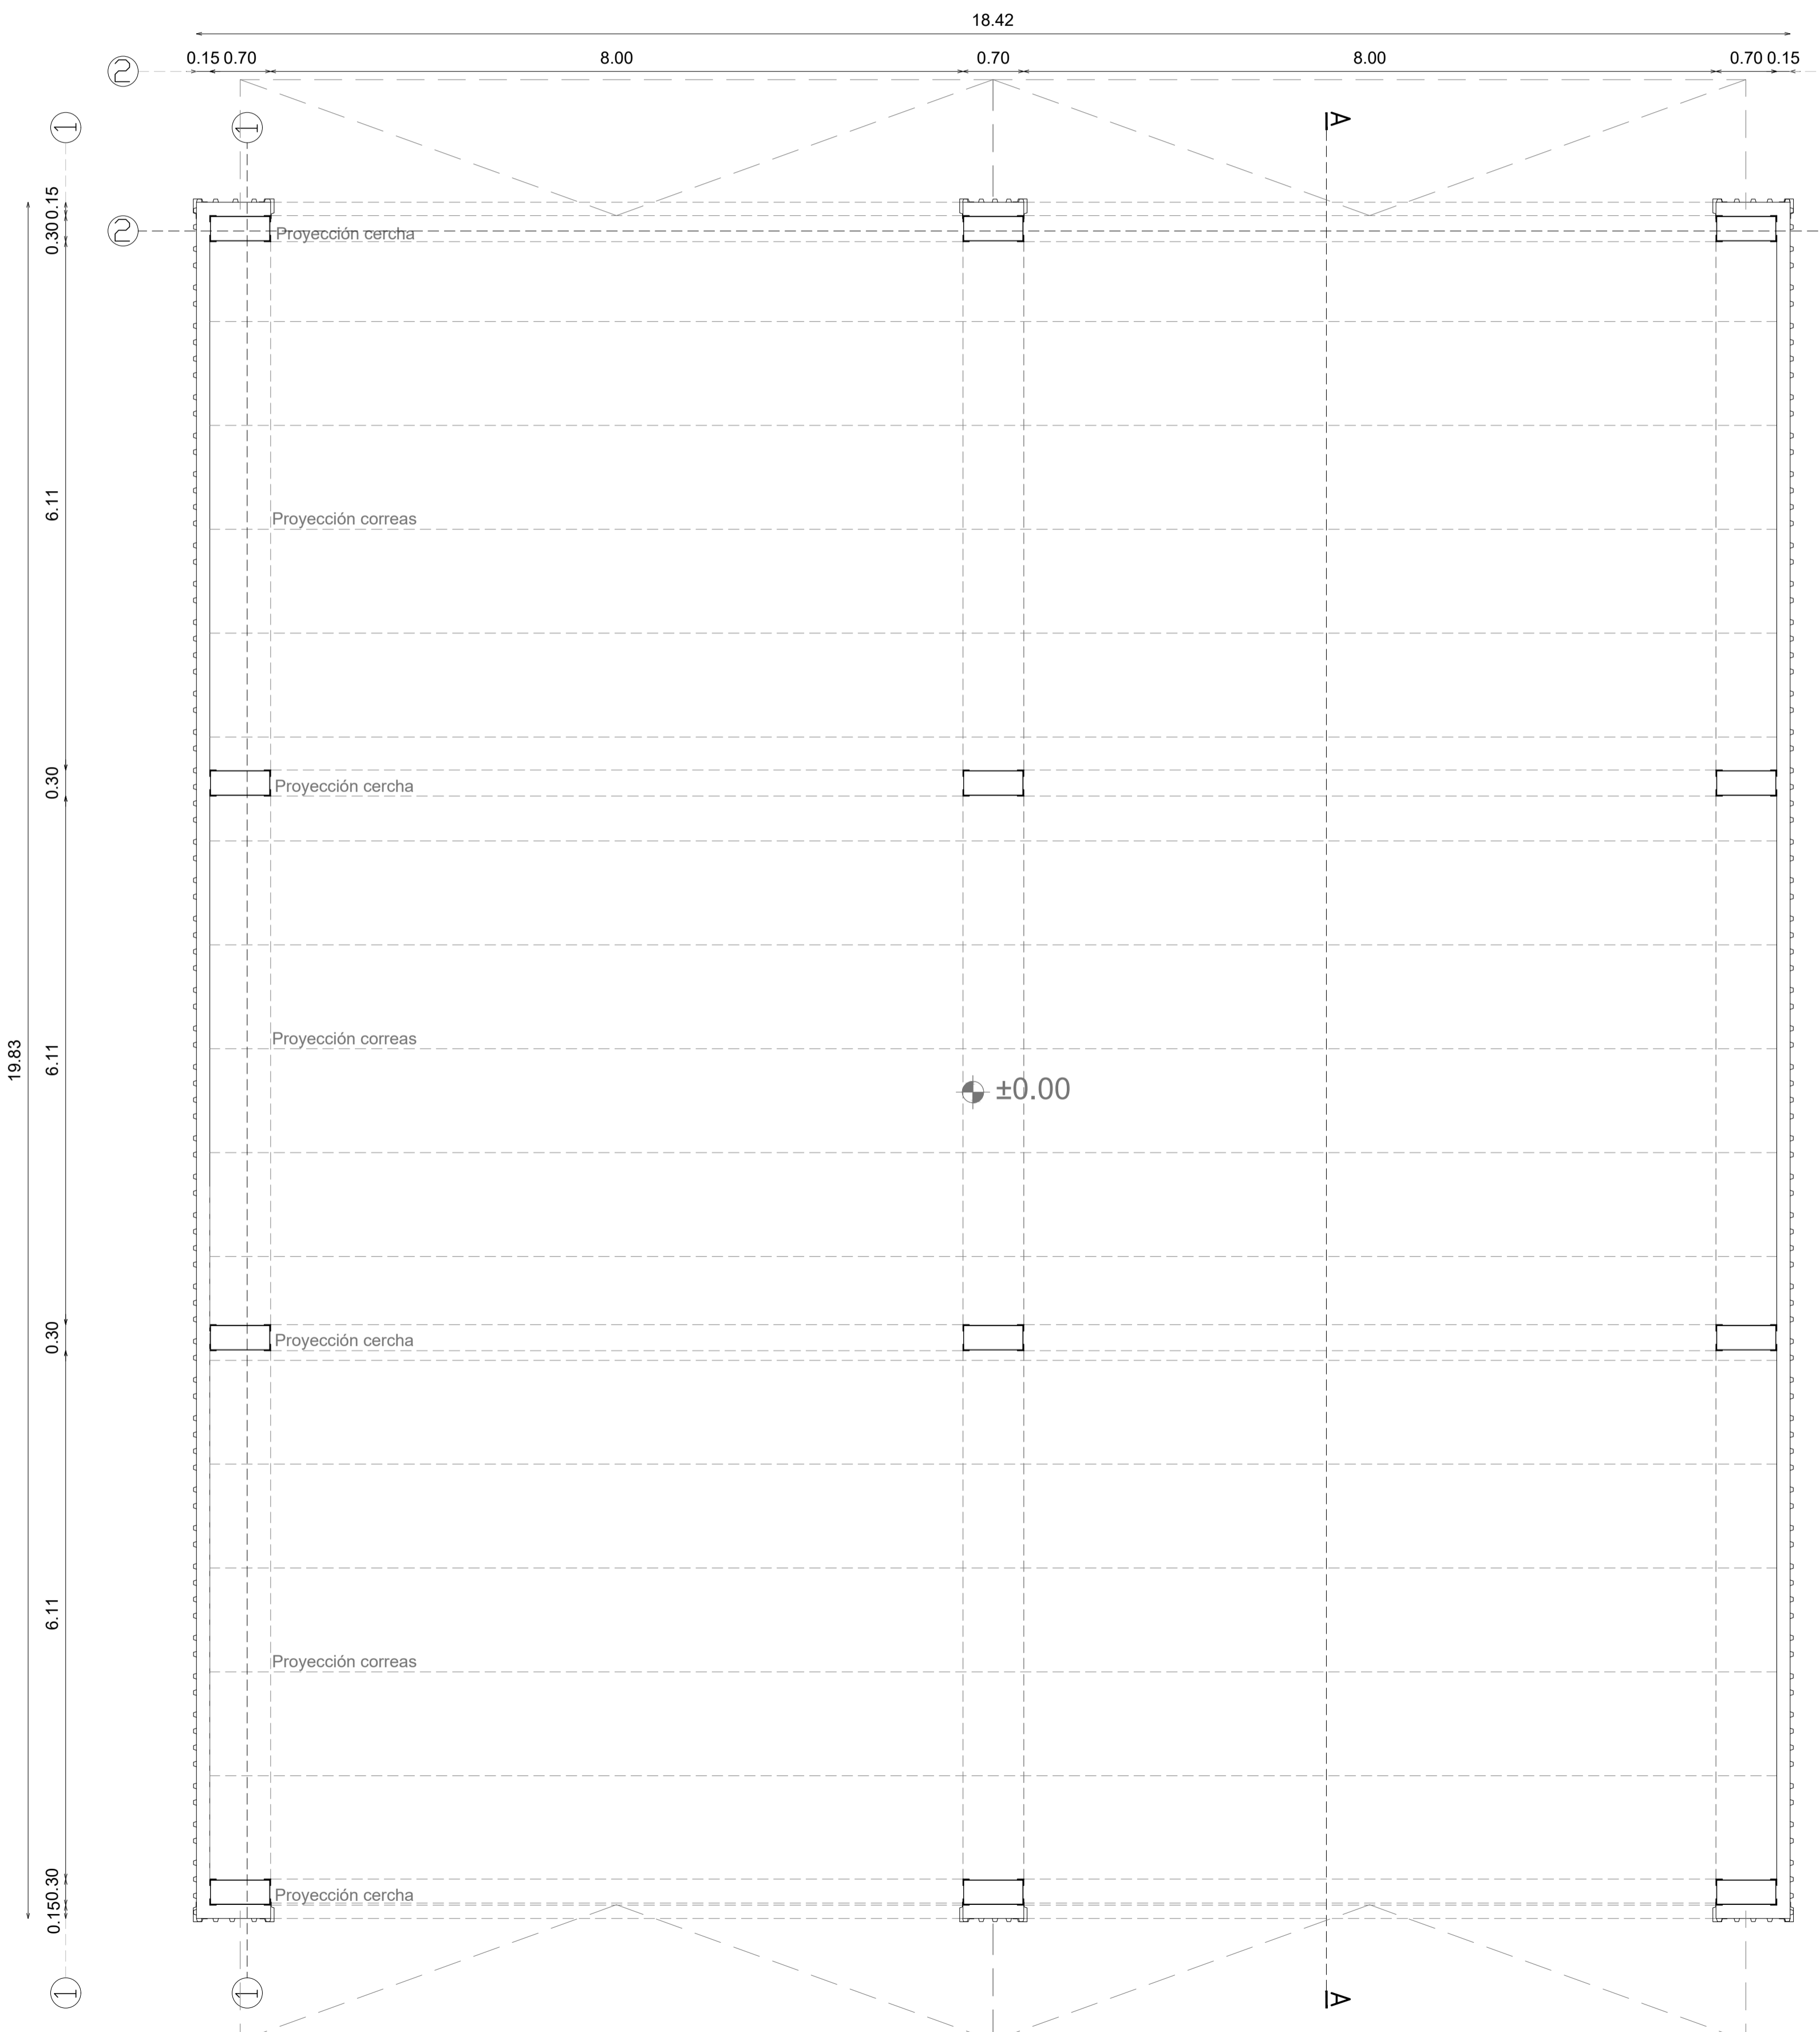 18.42
0.15 0.70 8.00 0.70 8.00 0.70 0.15
2
1 1 A
0.15
2
0.30
Proyección cercha
6.11
Proyección correas
0.30
Proyección cercha
Proyección correas
19.83
6.11
±0.00
0.30
Proyección cercha
6.11
Proyección correas
0.30
Proyección cercha
0.15
1 1 A